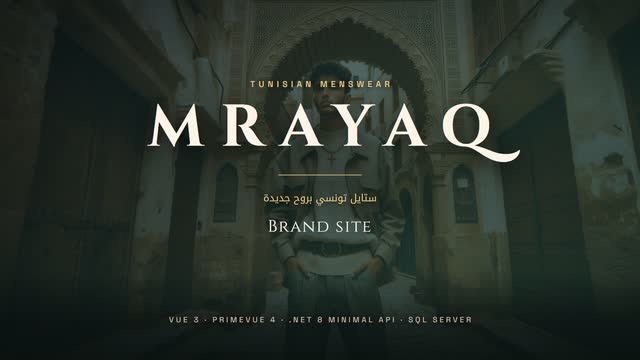 TUNISIAN MENSWEAR
MRAYAQ
ستايل تونسي بروح جديدة
BRAND SITE
VUE 3 · PRIMEVUE 4 · .NET 8 MINIMAL API · SQL SERVER